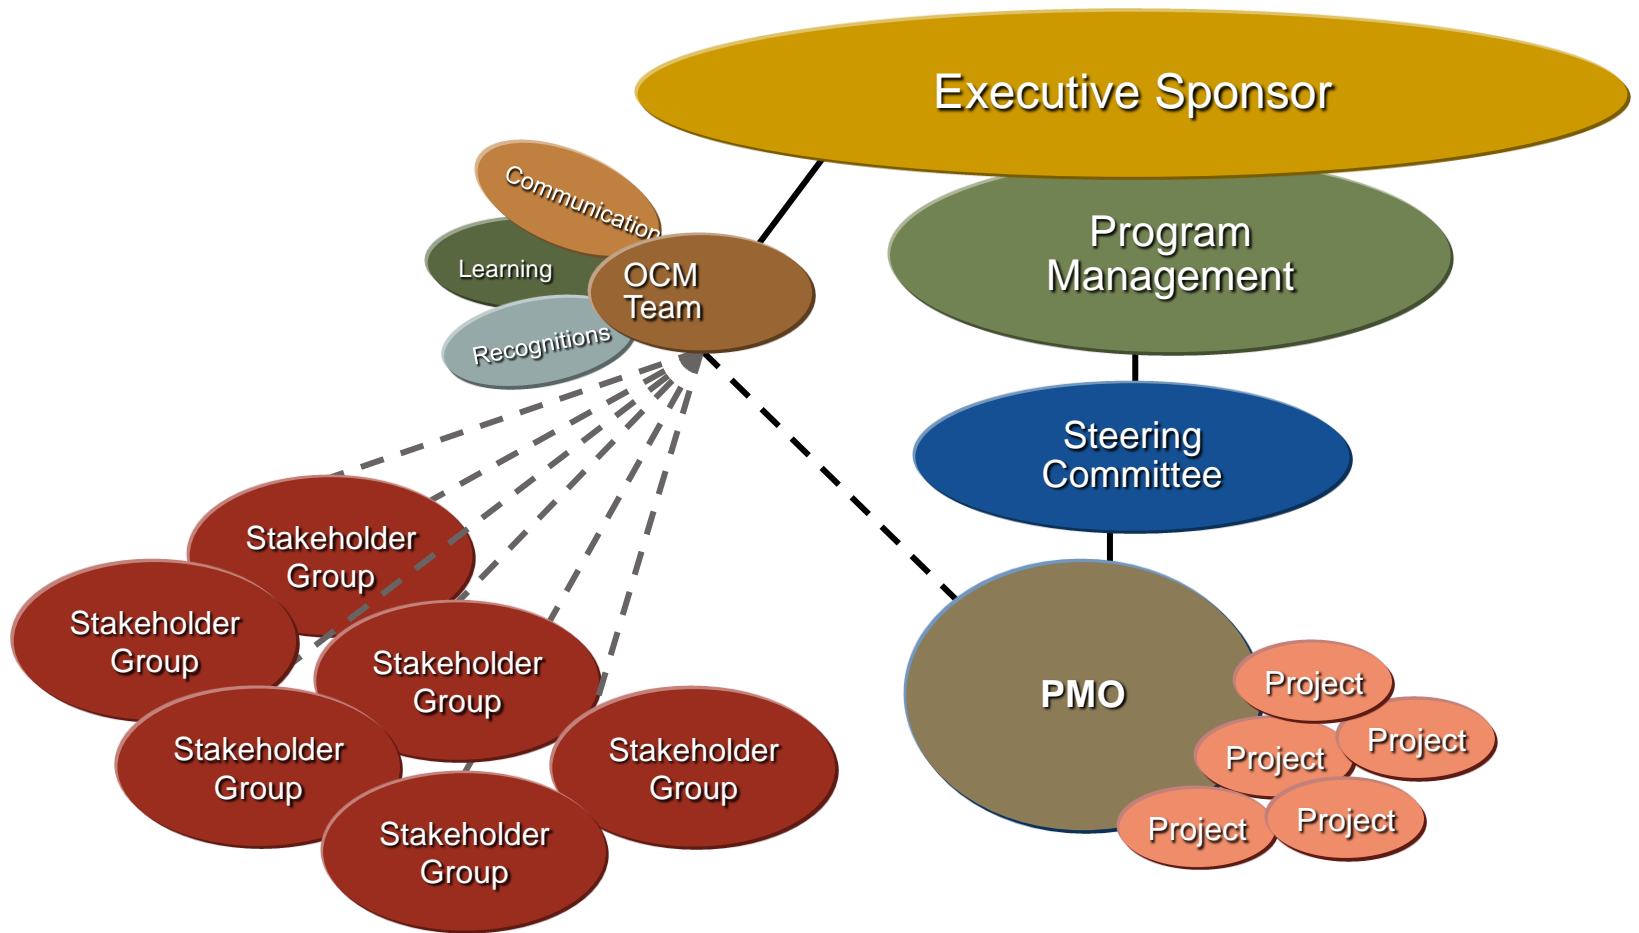 Executive Sponsor
Communication
Learning
Recognitions
OCM
Team
Program
Management
Steering
Committee
PMO
Project
Project
Project
Project
Project
Stakeholder
Group
Stakeholder
Group
Stakeholder
Group
Stakeholder
Group
Stakeholder
Group
Stakeholder
Group